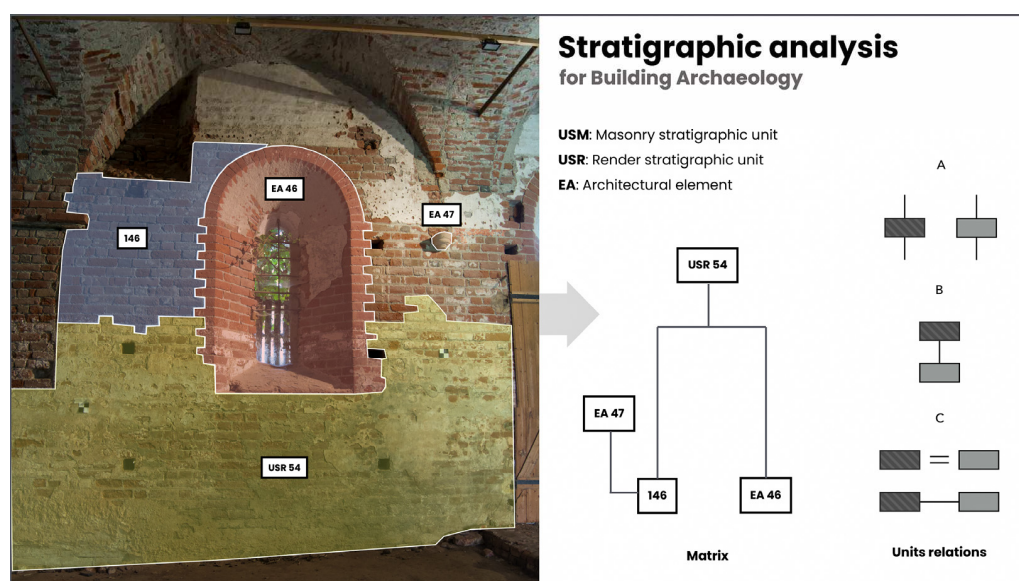 Stratigraphic analysis
for Building Archaeology
USM: Masonry stratigraphic unit
USR: Render stratigraphic unit
EA: Architectural element
EA 46
EA 47
146
USR 54
USR 54
EA 47
146
EA 46
Matrix
A
B
C
Units relations